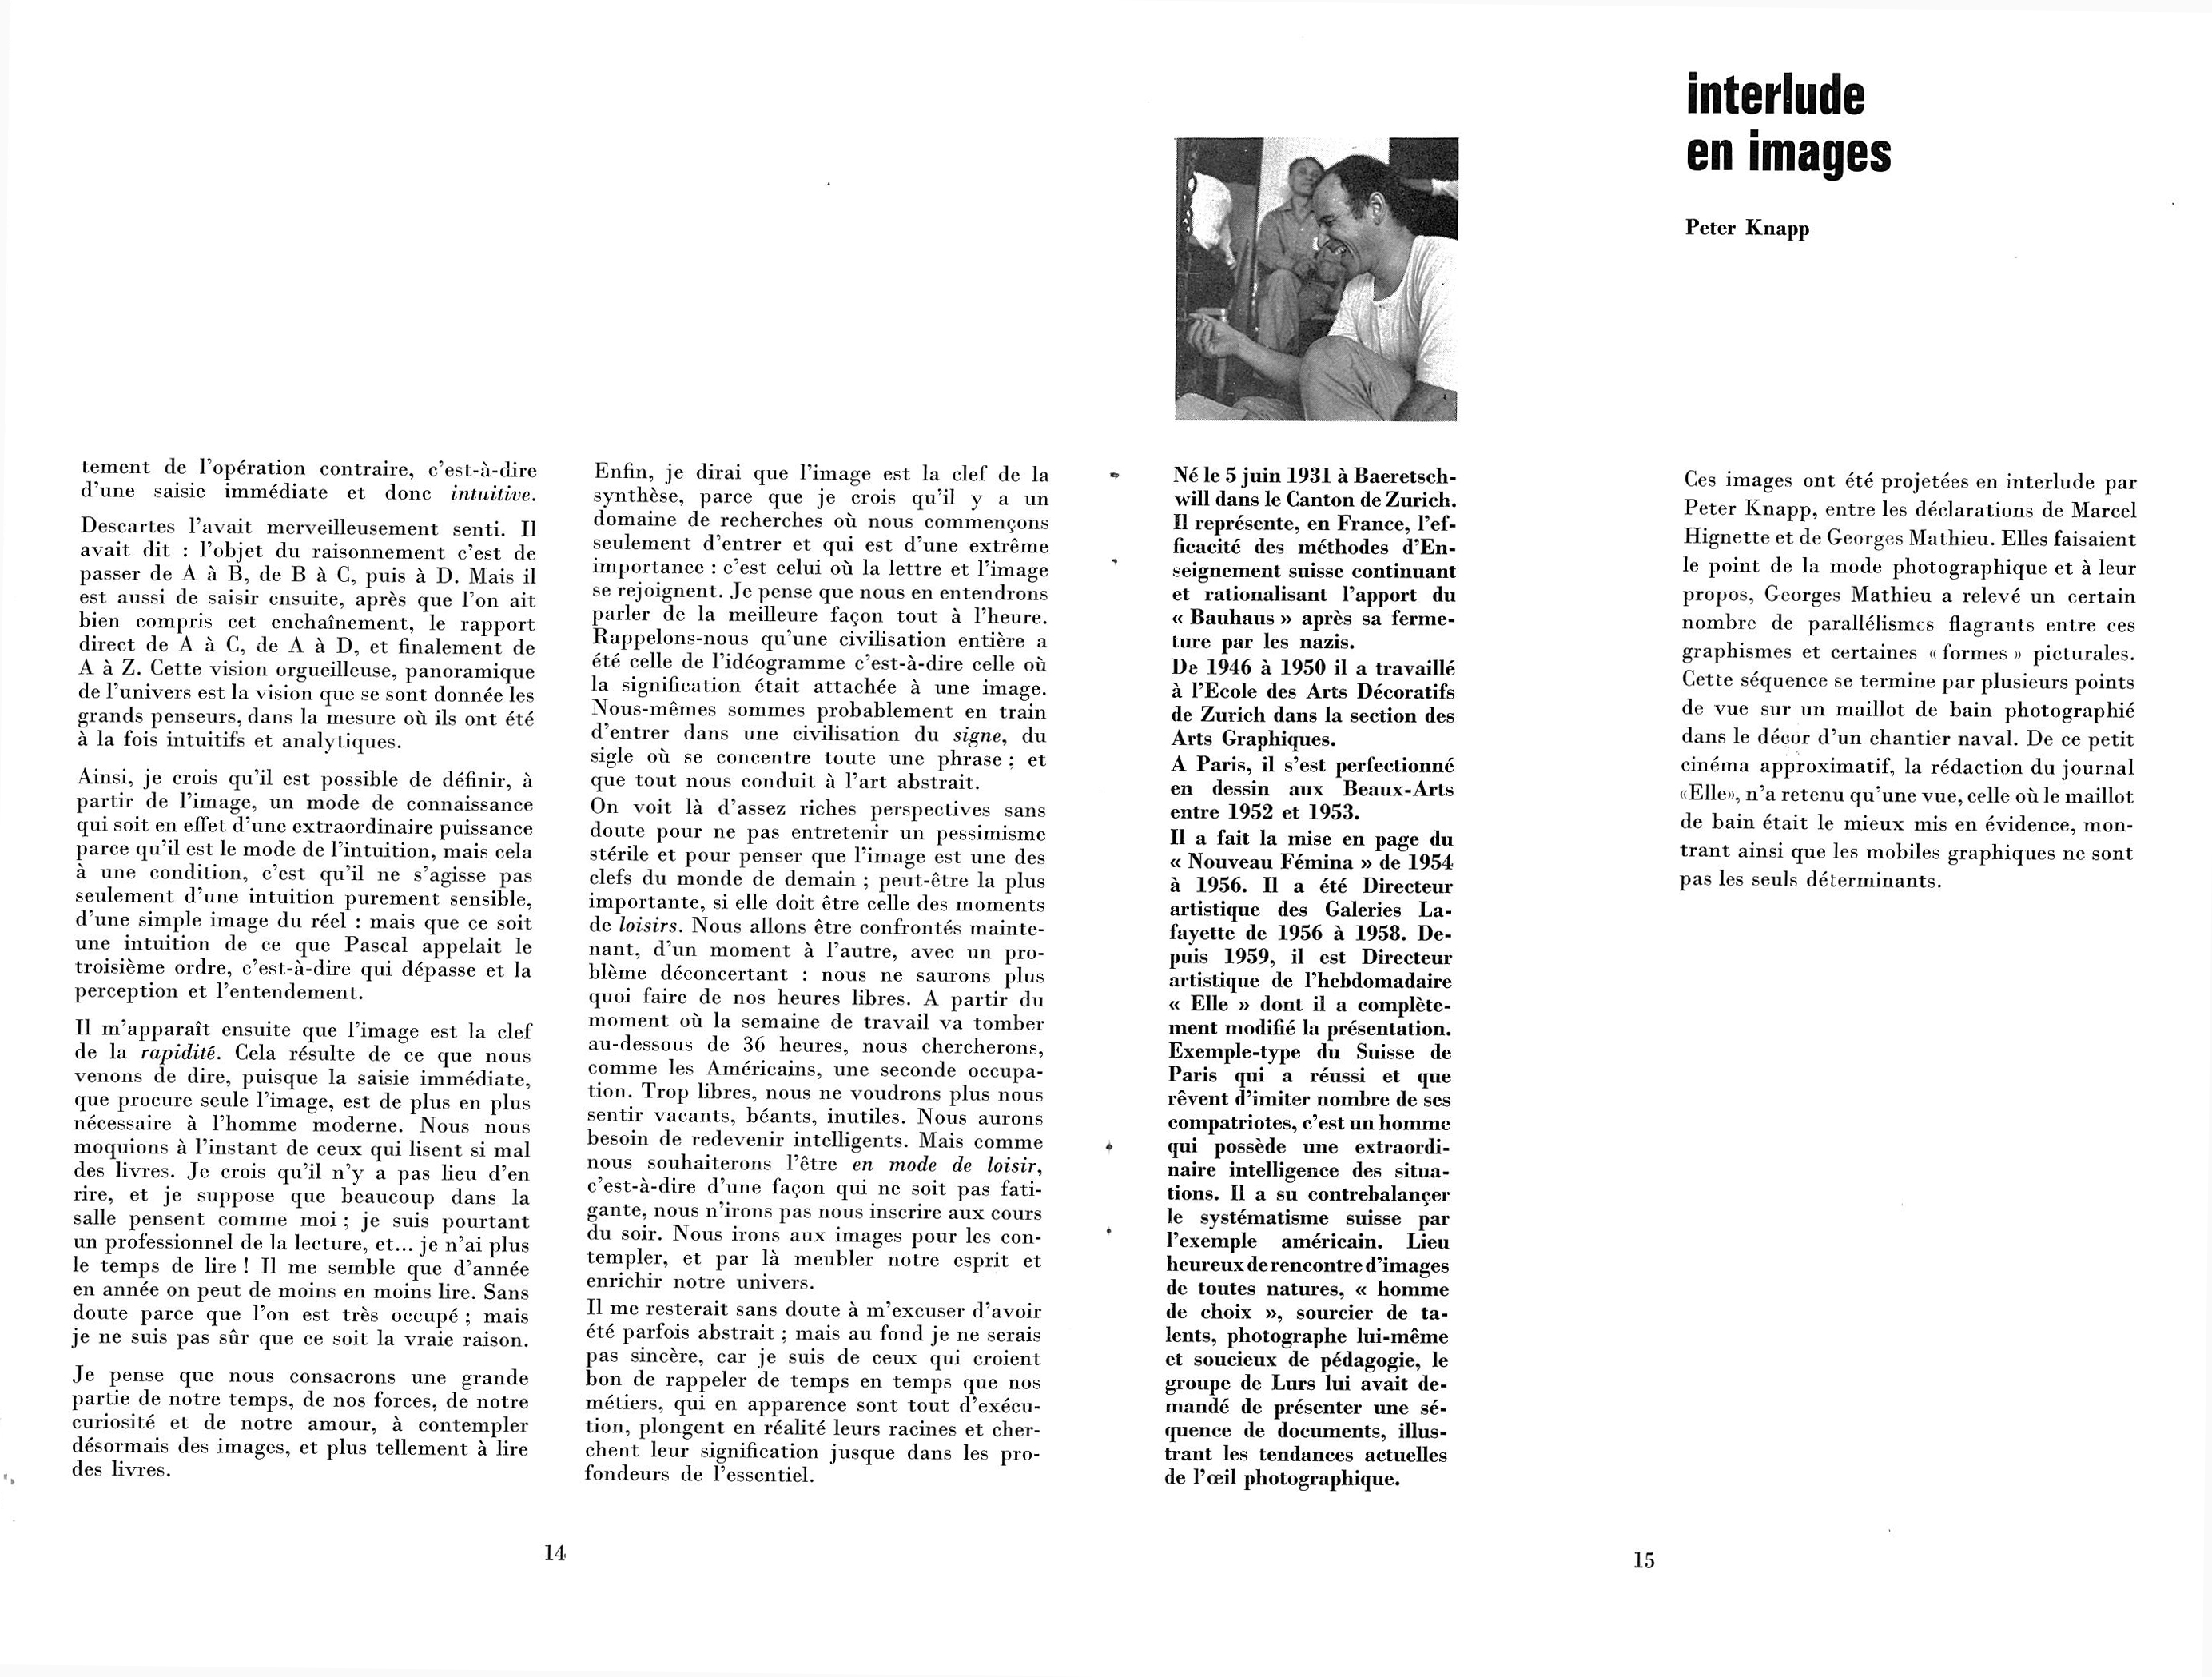 tement de l'opération contraire, c'est-à-dire
d'une saisie immédiate et donc intuitive.
Descartes l'avait merveilleusement senti. Il
avait dit : l'objet du raisonnement c'est de
passer de A à B, de B à C, puis à D. Mais il
est aussi de saisir ensuite, après que l'on ait
bien compris cet enchaînement, le rapport
direct de A à C, de A à D, et finalement de
A à Z. Cette vision orgueilleuse, panoramique
de l'univers est la vision que se sont donnée les
grands penseurs, dans la mesure où ils ont été
à la fois intuitifs et analytiques.
Ainsi, je crois qu'il est possible de définir, à
partir de l'image, un mode de connaissance
qui soit en effet d'une extraordinaire puissance
parce qu'il est le mode de l'intuition, mais cela
à une condition, c'est qu'il ne s'agisse pas
seulement d'une intuition purement sensible,
d'une simple image du réel : mais que ce soit
une intuition de ce que Pascal appelait le
troisième ordre, c'est-à-dire qui dépasse et la
perception et l'entendement.
Il m'apparaît ensuite que l'image est la clef
de la rapidité. Cela résulte de ce que nous
venons de dire, puisque la saisie immédiate,
que procure seule l'image, est de plus en plus
nécessaire à l'homme moderne. Nous nous
moquions à l'instant de ceux qui lisent si mal
des livres. Je crois qu'il n'y a pas lieu d'en
rire, et je suppose que beaucoup dans la
salle pensent comme moi ; je suis pourtant
un professionnel de la lecture, et... je n'ai plus
le temps de lire ! Il me semble que d'année
en année on peut de moins en moins lire. Sans
doute parce que l'on est très occupé ; mais
je ne suis pas sûr que ce soit la vraie raison.
Je pense que nous consacrons une grande
partie de notre temps, de nos forces, de notre
curiosité et de notre amour, à contempler
désormais des images, et plus tellement à lire
des livres.
Enfin, je dirai que l'image est la clef de la
synthèse, parce que je crois qu'il y a un
domaine de recherches où nous commençons
seulement d'entrer et qui est d'une extrême
importance : c'est celui où la lettre et l'image
se rejoignent. Je pense que nous en entendrons
parler de la meilleure façon tout à l'heure.
Rappelons-nous qu'une civilisation entière a
été celle de l'idéogramme c'est-à-dire celle où
la signification était attachée à une image.
Nous-mêmes sommes probablement en train
d'entrer dans une civilisation du signe, du
sigle où se concentre toute une phrase ; et
que tout nous conduit à l'art abstrait.
On voit là d'assez riches perspectives sans
doute pour ne pas entretenir un pessimisme
stérile et pour penser que l'image est une des
clefs du monde de demain ; peut-être la plus
importante, si elle doit être celle des moments
de loisirs. Nous allons être confrontés mainte-
nant, d'un moment à l'autre, avec un pro-
blème déconcertant : nous ne saurons plus
quoi faire de nos heures libres. A partir du
moment où la semaine de travail va tomber
au-dessous de 36 heures, nous chercherons,
comme les Américains, une seconde occupa-
tion. Trop libres, nous ne voudrons plus nous
sentir vacants, béants, inutiles. Nous aurons
besoin de redevenir intelligents. Mais comme
nous souhaiterons l'être en mode de loisir,
c'est-à-dire d'une façon qui ne soit pas fati-
gante, nous n'irons pas nous inscrire aux cours
du soir. Nous irons aux images pour les con-
templer, et par là meubler notre esprit et
enrichir notre univers.
Il me resterait sans doute à m'excuser d'avoir
été parfois abstrait ; mais au fond je ne serais
pas sincère, car je suis de ceux qui croient
bon de rappeler de temps en temps que nos
métiers, qui en apparence sont tout d'exécu-
tion, plongent en réalité leurs racines et cher-
chent leur signification jusque dans les pro-
fondeurs de l'essentiel.
14
Né le 5 juin 1931 à Baeretsch-
will dans le Canton de Zurich.
Il représente, en France, l'ef-
ficacité des méthodes d'En-
seignement suisse continuant
et rationalisant l'apport du
« Bauhaus » après sa ferme-
ture par les nazis.
De 1946 à 1950 il a travaillé
à l'Ecole des Arts Décoratifs
de Zurich dans la section des
Arts Graphiques.
A Paris, il s'est perfectionné
en dessin aux Beaux-Arts
entre 1952 et 1953.
Il a fait la mise en page du
« Nouveau Fémina » de 1954
à 1956. Il a été Directeur
artistique des Galeries La-
fayette de 1956 à 1958. De-
puis 1959, il est Directeur
artistique de l'hebdomadaire
« Elle » dont il a complète-
ment modifié la présentation.
Exemple-type du Suisse de
Paris qui a réussi et que
rêvent d'imiter nombre de ses
compatriotes, c'est un homme
qui possède une extraordi-
naire intelligence des situa-
tions. Il a su contrebalançer
le systématisme suisse par
l'exemple américain. Lieu
heureux de rencontre d'images
de toutes natures, « homme
de choix », sourcier de ta-
lents, photographe lui-même
et soucieux de pédagogie, le
groupe de Lurs lui avait de-
mandé de présenter une sé-
quence de documents, illus-
trant les tendances actuelles
de l'œil photographique.
interlude
en images
Peter Knapp
Ces images ont été projetées en interlude par
Peter Knapp, entre les déclarations de Marcel
Hignette et de Georges Mathieu. Elles faisaient
le point de la mode photographique et à leur
propos, Georges Mathieu a relevé un certain
nombre de parallélismes flagrants entre ces
graphismes et certaines « formes » picturales.
Cette séquence se termine par plusieurs points
de vue sur un maillot de bain photographié
dans le décor d'un chantier naval. De ce petit
cinéma approximatif, la rédaction du journal
«Elle», n'a retenu qu'une vue, celle où le maillot
de bain était le mieux mis en évidence, mon-
trant ainsi que les mobiles graphiques ne sont
pas les seuls déterminants.
15